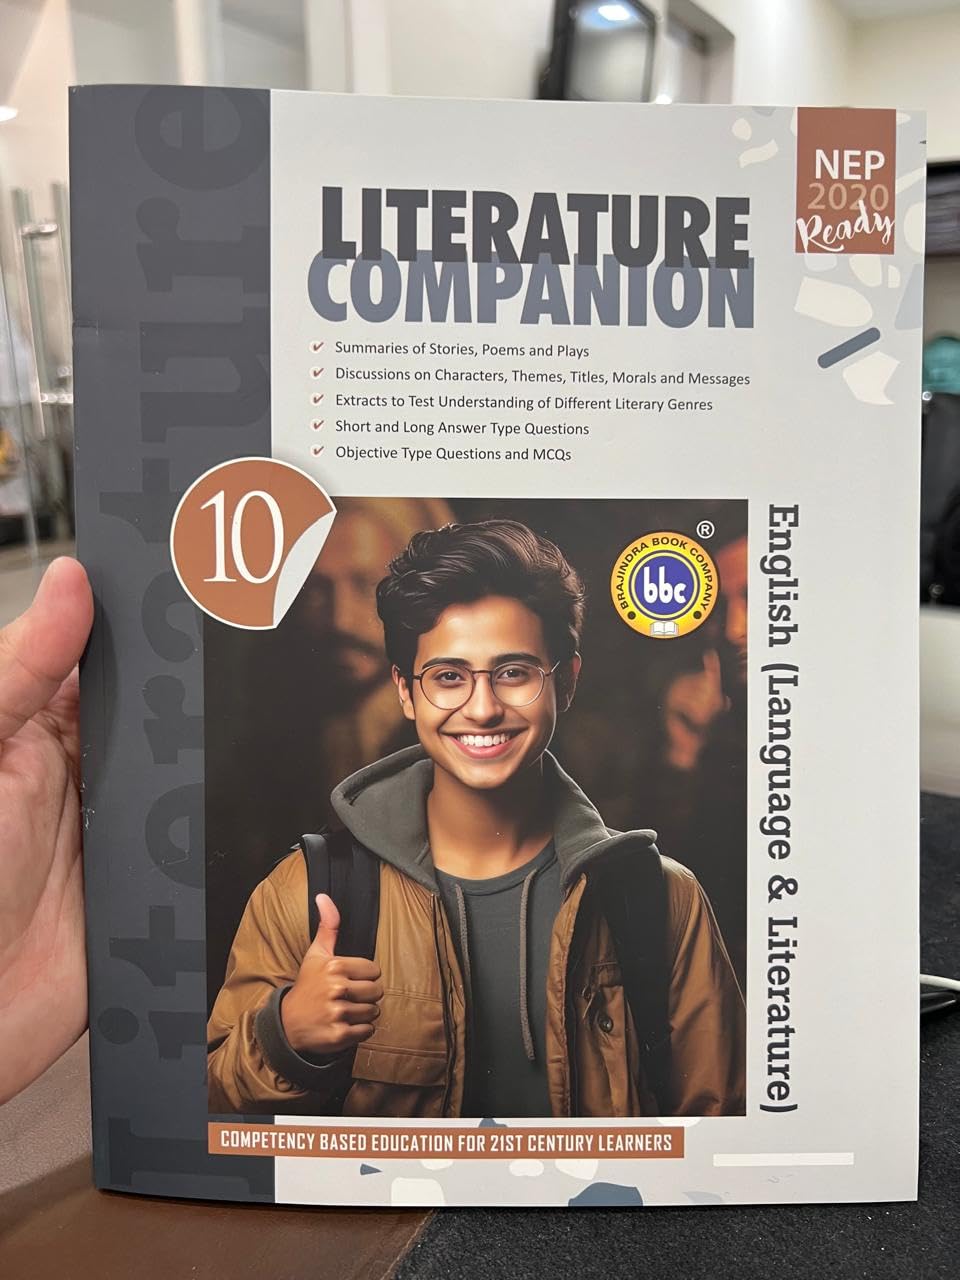 Literature
NEP
2020
Ready
LITERATURE
COMPANION
Summaries of Stories, Poems and Plays
Discussions on Characters, Themes, Titles, Morals and Messages
Extracts to Test Understanding of Different Literary Genres
Short and Long Answer Type Questions
Objective Type Questions and MCQs
10
®
BRAJINDRA BOOK COMPANY
bbc
English (Language & Literature)
COMPETENCY BASED EDUCATION FOR 21ST CENTURY LEARNERS